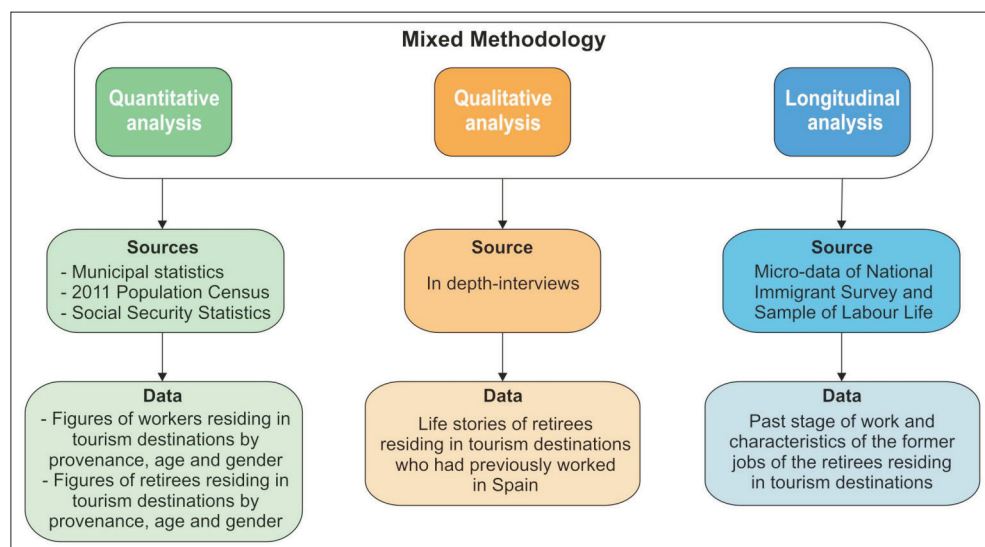 Mixed Methodology
Quantitative
analysis
Qualitative
analysis
Longitudinal
analysis
Sources
- Municipal statistics
- 2011 Population Census
- Social Security Statistics
Source
In depth-interviews
Source
Micro-data of National
Immigrant Survey and
Sample of Labour Life
Data
- Figures of workers residing in
tourism destinations by
provenance, age and gender
- Figures of retirees residing in
tourism destinations by
provenance, age and gender
Data
Life stories of retirees
residing in tourism destinations
who had previously worked
in Spain
Data
Past stage of work and
characteristics of the former
jobs of the retirees residing
in tourism destinations